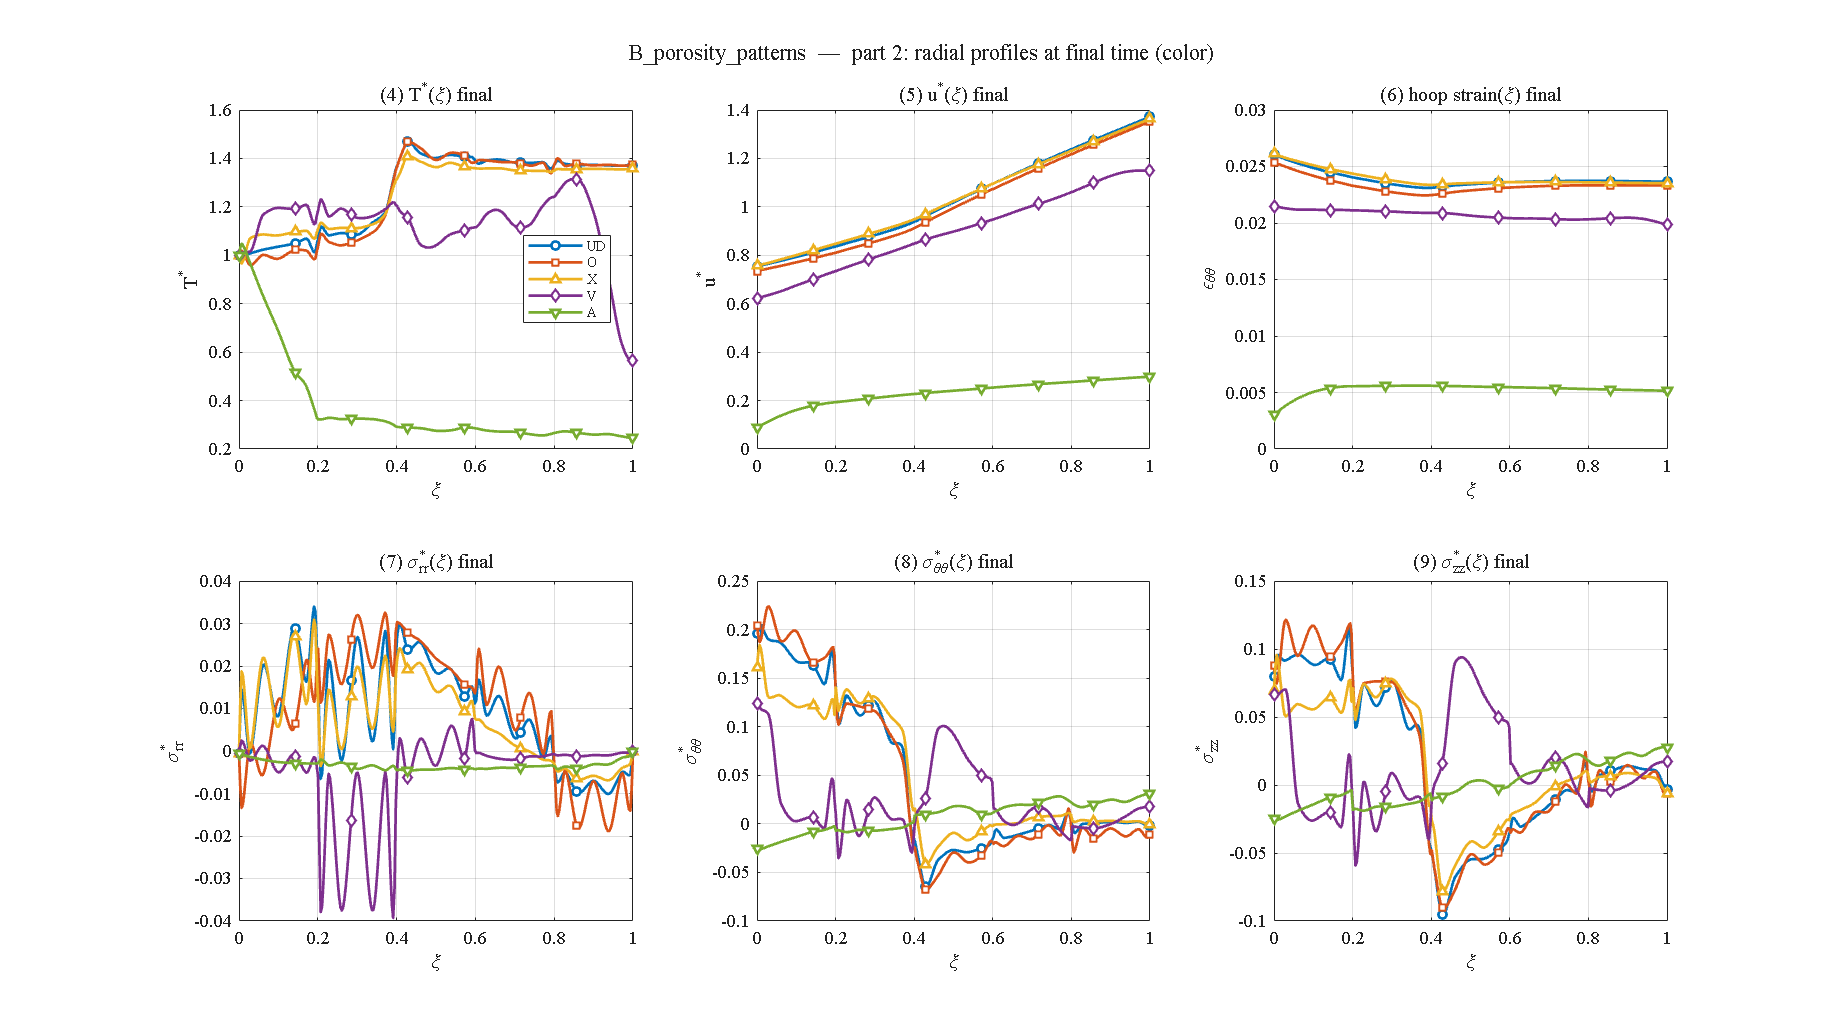 B_porosity_patterns — part 2: radial profiles at final time (color)
(4) T*(ξ) final
1.6
1.4
1.2
1
0.8
0.6
0.4
0.2
0 0.2 0.4 0.6 0.8 1
T*
ξ
UD
O
X
V
A
(5) u*(ξ) final
1.4
1.2
1
0.8
0.6
0.4
0.2
0
0 0.2 0.4 0.6 0.8 1
u*
ξ
(6) hoop strain(ξ) final
0.03
0.025
0.02
0.015
0.01
0.005
0
0 0.2 0.4 0.6 0.8 1
ϵθθ
ξ
(7) σ*rr(ξ) final
0.04
0.03
0.02
0.01
0
-0.01
-0.02
-0.03
-0.04
0 0.2 0.4 0.6 0.8 1
σ*rr
ξ
(8) σ*θθ(ξ) final
0.25
0.2
0.15
0.1
0.05
0
-0.05
-0.1
0 0.2 0.4 0.6 0.8 1
σ*θθ
ξ
(9) σ*zz(ξ) final
0.15
0.1
0.05
0
-0.05
-0.1
0 0.2 0.4 0.6 0.8 1
σ*zz
ξ